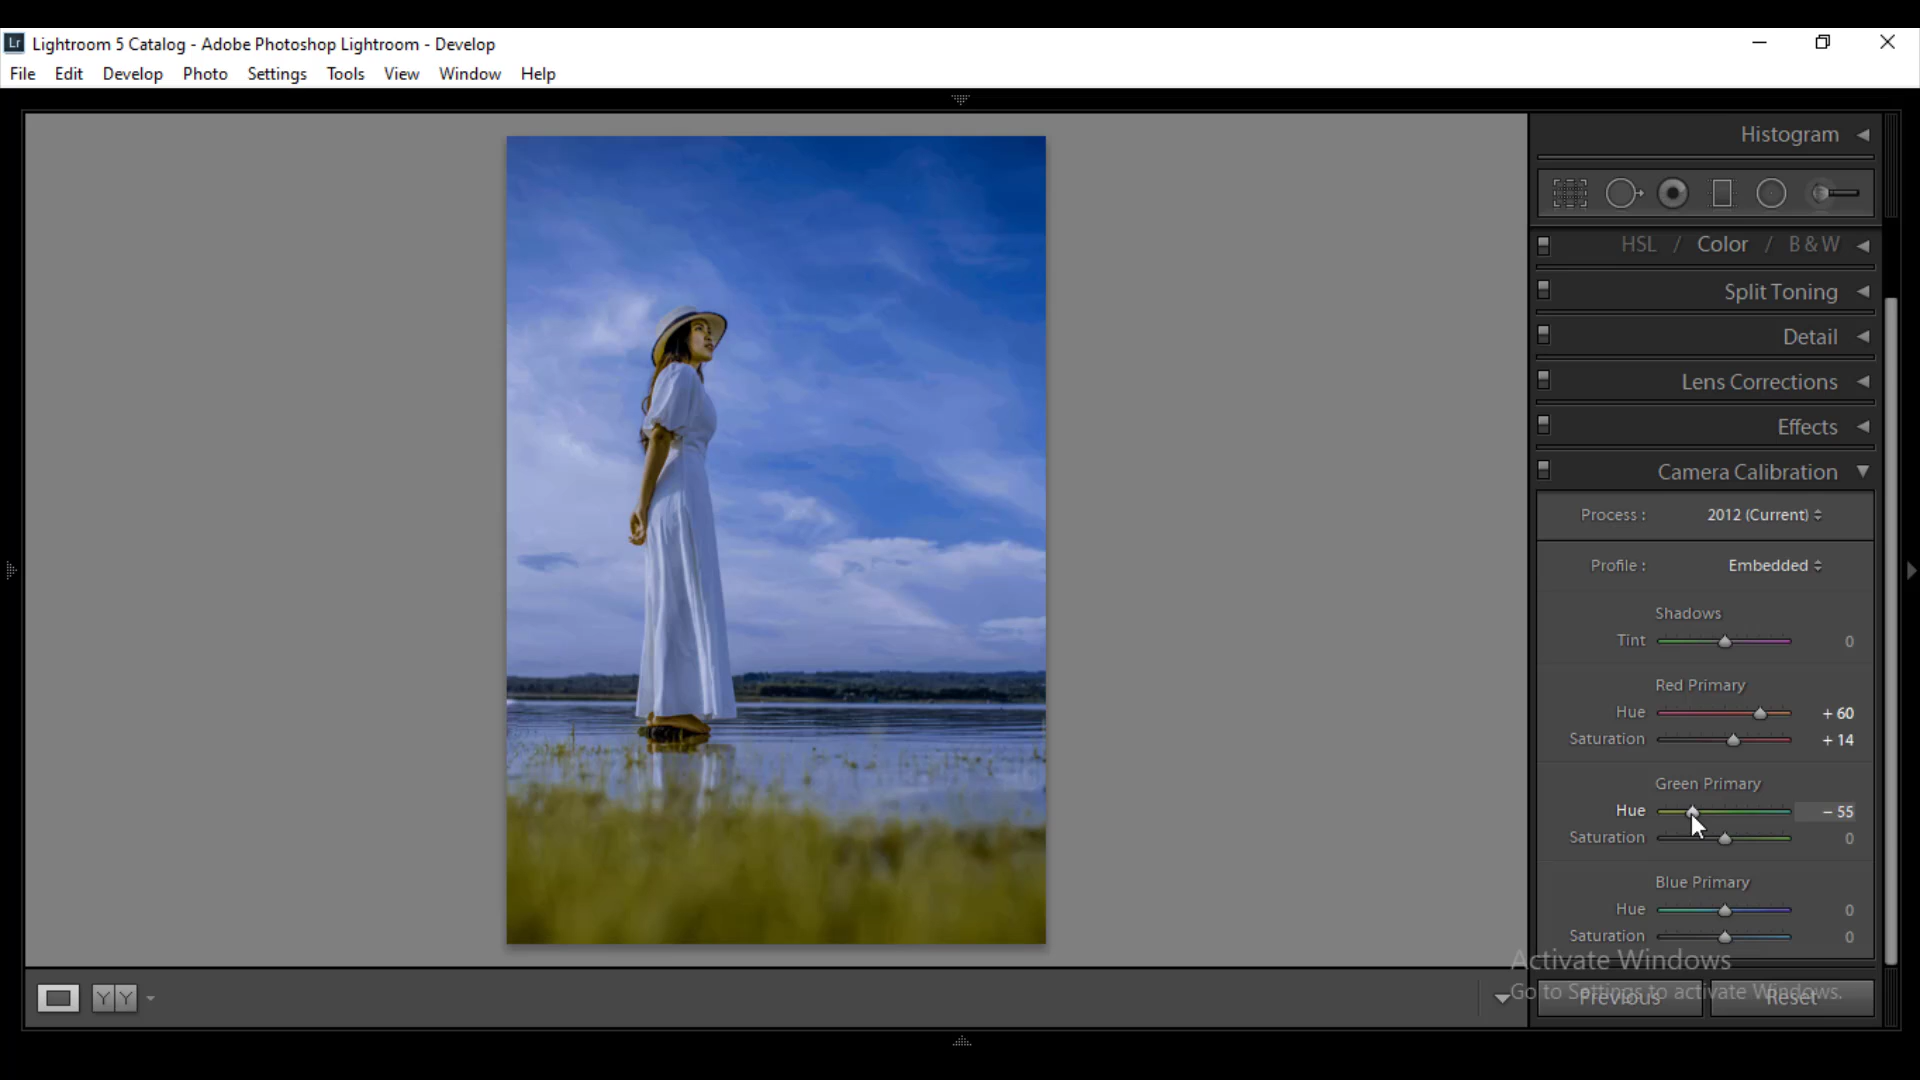 Lr Lightroom 5 Catalog - Adobe Photoshop Lightroom - Develop
File Edit Develop Photo Settings Tools View Window Help
Histogram
HSL / Color / B & W
Split Toning
Detail
Lens Corrections
Effects
Camera Calibration
Process : 2012 (Current)
Profile : Embedded
Shadows
Tint 0
Red Primary
Hue + 60
Saturation + 14
Green Primary
Hue − 55
Saturation 0
Blue Primary
Hue 0
Saturation 0
Activate Windows
Go to Settings to activate Windows.
Previous Reset
Y Y